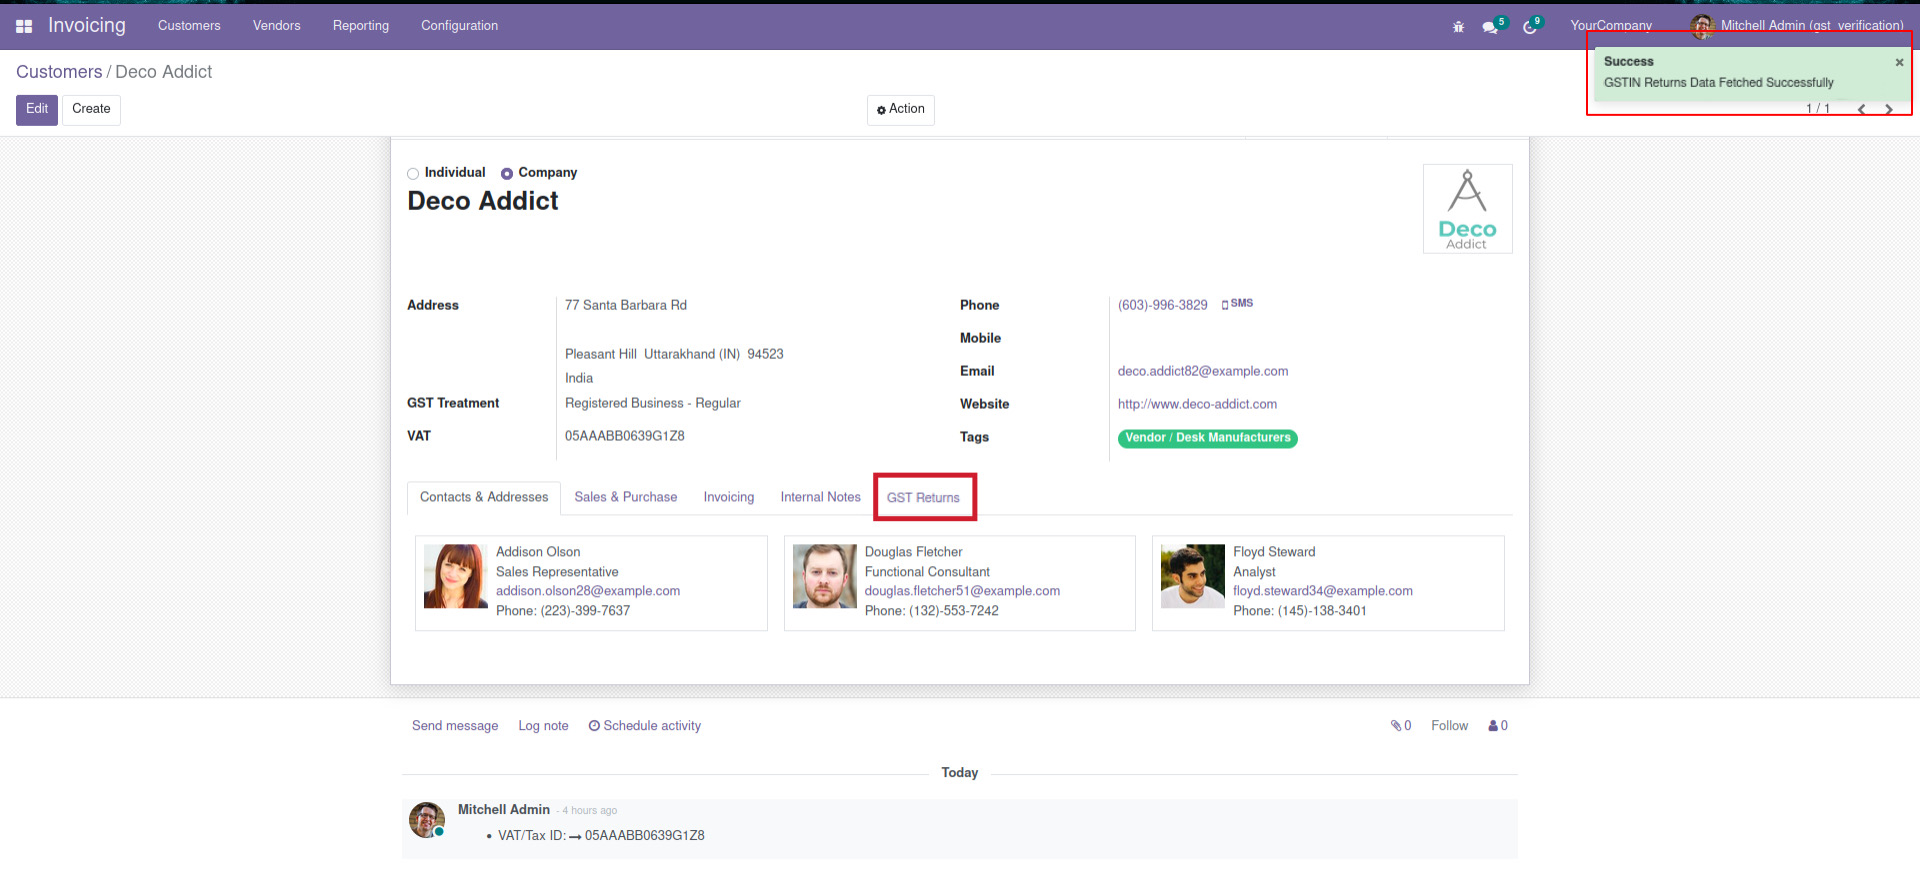 Invoicing Customers Vendors Reporting Configuration 5 9 YourCompany Mitchell Admin (gst_verification)
Success ×
GSTIN Returns Data Fetched Successfully
Customers / Deco Addict
Edit Create Action 1 / 1
Individual Company
Deco Addict
Deco
Addict
Address 77 Santa Barbara Rd
Pleasant Hill Uttarakhand (IN) 94523
India
GST Treatment Registered Business - Regular
VAT 05AAABB0639G1Z8
Phone (603)-996-3829 SMS
Mobile
Email deco.addict82@example.com
Website http://www.deco-addict.com
Tags Vendor / Desk Manufacturers
Contacts & Addresses Sales & Purchase Invoicing Internal Notes GST Returns
Addison Olson
Sales Representative
addison.olson28@example.com
Phone: (223)-399-7637
Douglas Fletcher
Functional Consultant
douglas.fletcher51@example.com
Phone: (132)-553-7242
Floyd Steward
Analyst
floyd.steward34@example.com
Phone: (145)-138-3401
Send message Log note Schedule activity 0 Follow 0
Today
Mitchell Admin - 4 hours ago
• VAT/Tax ID: → 05AAABB0639G1Z8